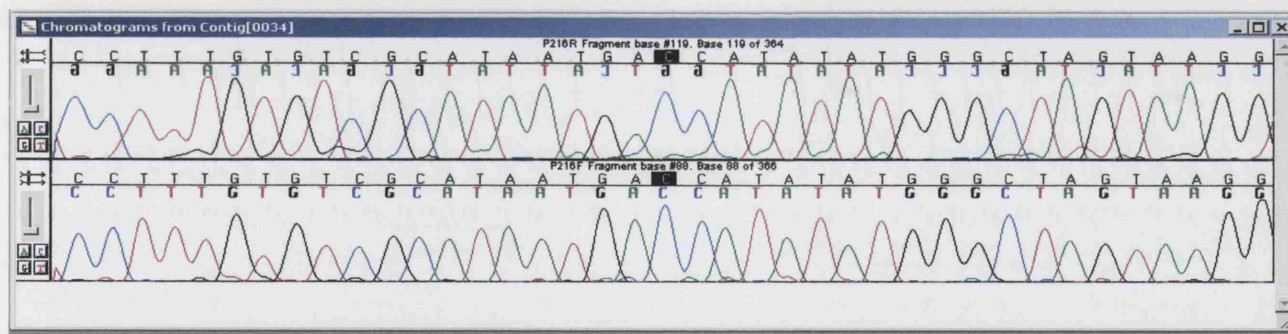 Chromatograms from Contig[0034]
P216R Fragment base #119. Base 119 of 364
C C T T T G T G T C G C A T A A T G A C C A T A T A T G G G C T A G T A A G G
G G A A A C A C A G C G T A T T A C T G G T A T A T A C C C G A T C A T T C C
A C
G T
P216F Fragment base #88. Base 88 of 366
C C T T T G T G T C G C A T A A T G A C C A T A T A T G G G C T A G T A A G G
C C T T T G T G T C G C A T A A T G A C C A T A T A T G G G C T A G T A A G G
A C
G T